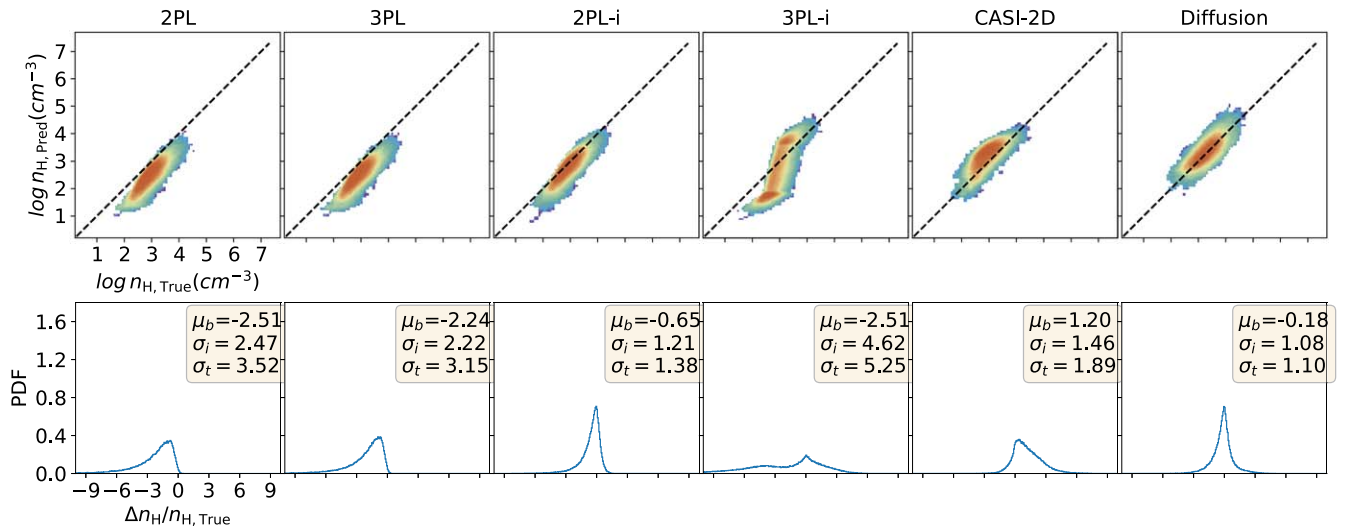 2PL 3PL 2PL-i 3PL-i CASI-2D Diffusion
7
6
5
4
3
2
1
log n_H, Pred (cm^{-3})
1 2 3 4 5 6 7
log n_H, True (cm^{-3})
μ_b=-2.51 μ_b=-2.24 μ_b=-0.65 μ_b=-2.51 μ_b=1.20 μ_b=-0.18
σ_i = 2.47 σ_i = 2.22 σ_i = 1.21 σ_i = 4.62 σ_i = 1.46 σ_i = 1.08
σ_t = 3.52 σ_t = 3.15 σ_t = 1.38 σ_t = 5.25 σ_t = 1.89 σ_t = 1.10
1.6
1.2
0.8
0.4
0.0
PDF
−9 −6 −3 0 3 6 9
Δn_H/n_H, True